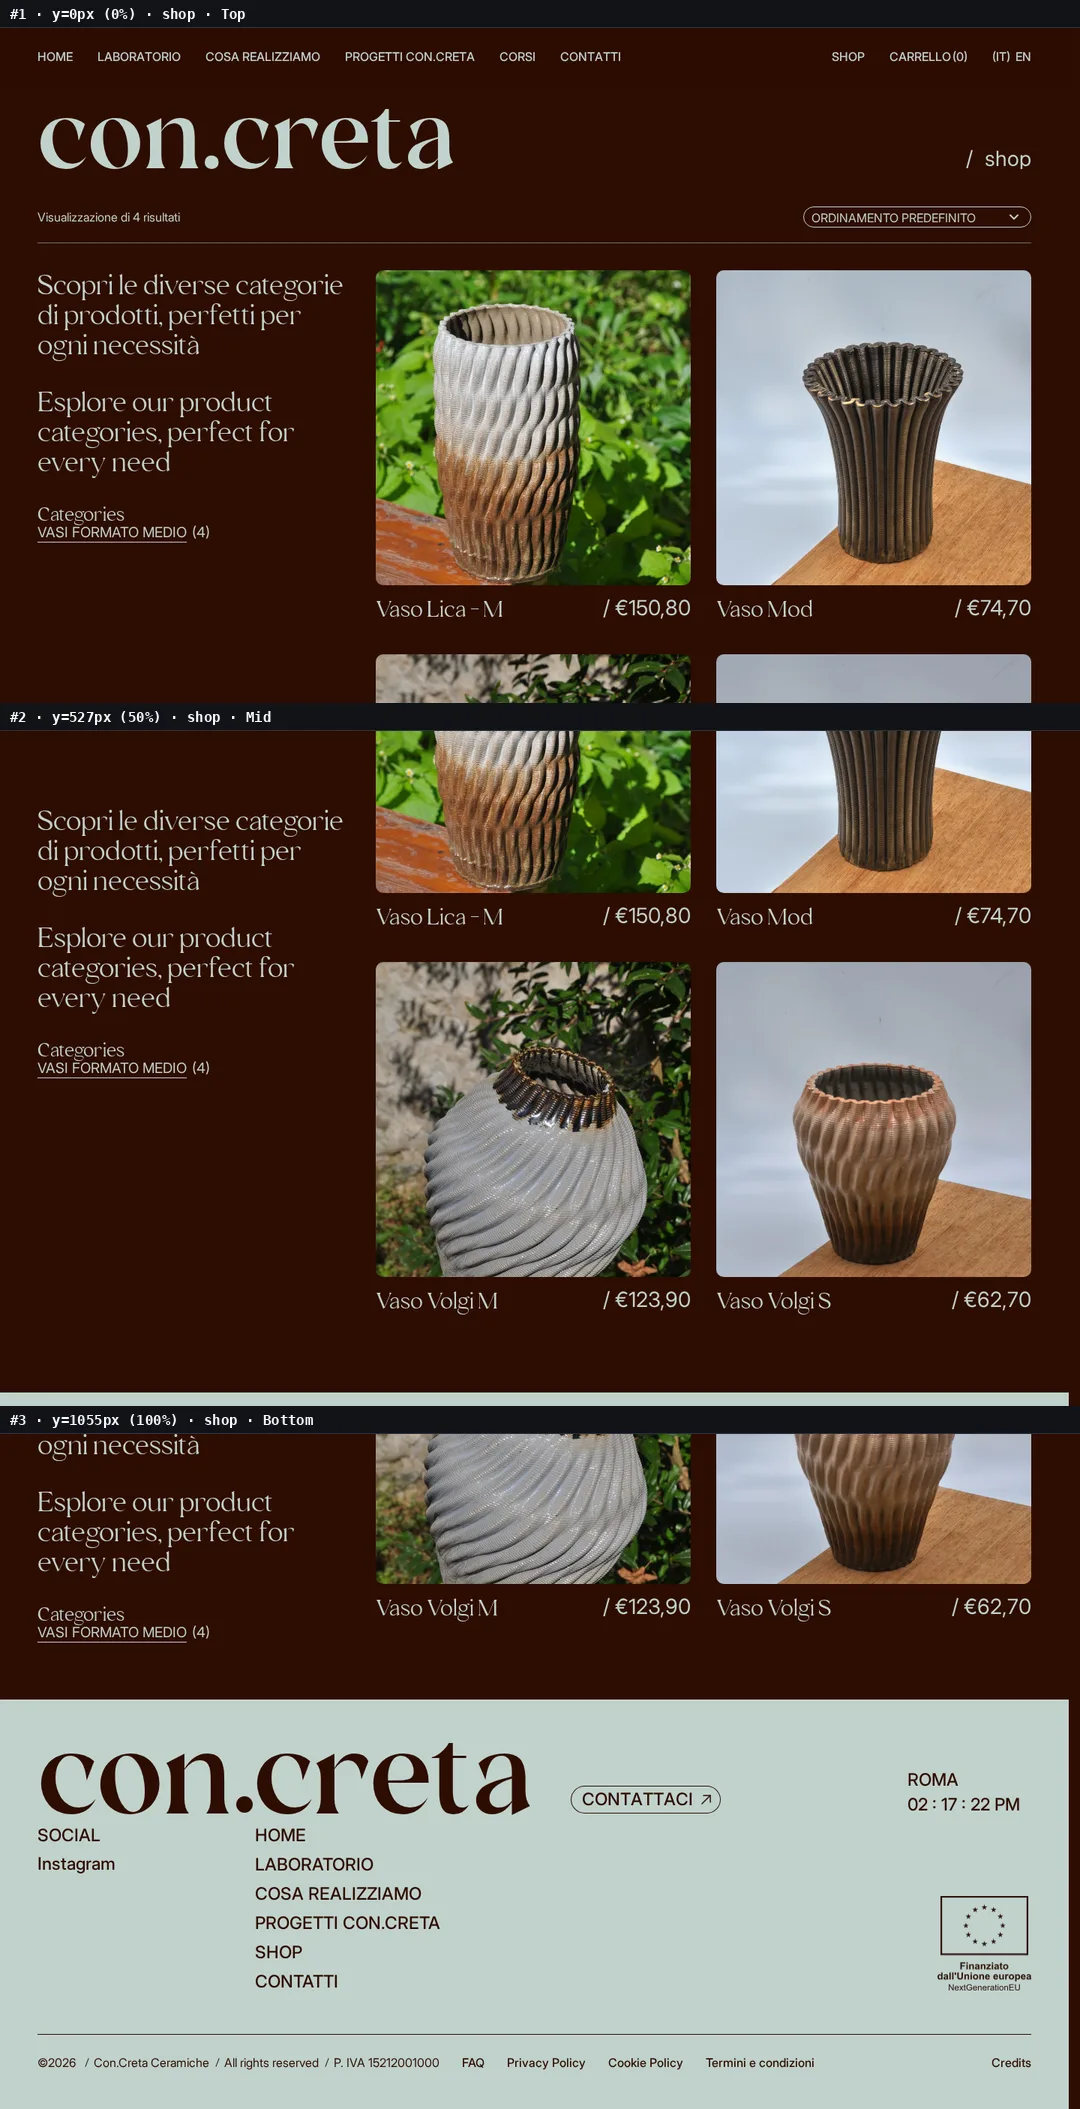 #1 · y=0px (0%) · shop · Top
HOME LABORATORIO COSA REALIZZIAMO PROGETTI CON.CRETA CORSI CONTATTI SHOP CARRELLO(0) (IT) EN
con.creta
/ shop
Visualizzazione di 4 risultati
ORDINAMENTO PREDEFINITO
Scopri le diverse categorie
di prodotti, perfetti per
ogni necessità
Esplore our product
categories, perfect for
every need
Categories
VASI FORMATO MEDIO (4)
Vaso Lica - M / €150,80
Vaso Mod / €74,70
#2 · y=527px (50%) · shop · Mid
Scopri le diverse categorie
di prodotti, perfetti per
ogni necessità
Esplore our product
categories, perfect for
every need
Categories
VASI FORMATO MEDIO (4)
Vaso Lica - M / €150,80
Vaso Mod / €74,70
Vaso Volgi M / €123,90
Vaso Volgi S / €62,70
#3 · y=1055px (100%) · shop · Bottom
ogni necessità
Esplore our product
categories, perfect for
every need
Categories
VASI FORMATO MEDIO (4)
Vaso Volgi M / €123,90
Vaso Volgi S / €62,70
con.creta
CONTATTACI
ROMA
02 : 17 : 22 PM
SOCIAL
Instagram
HOME
LABORATORIO
COSA REALIZZIAMO
PROGETTI CON.CRETA
SHOP
CONTATTI
Finanziato
dall'Unione europea
NextGenerationEU
©2026 / Con.Creta Ceramiche / All rights reserved / P. IVA 15212001000 FAQ Privacy Policy Cookie Policy Termini e condizioni Credits